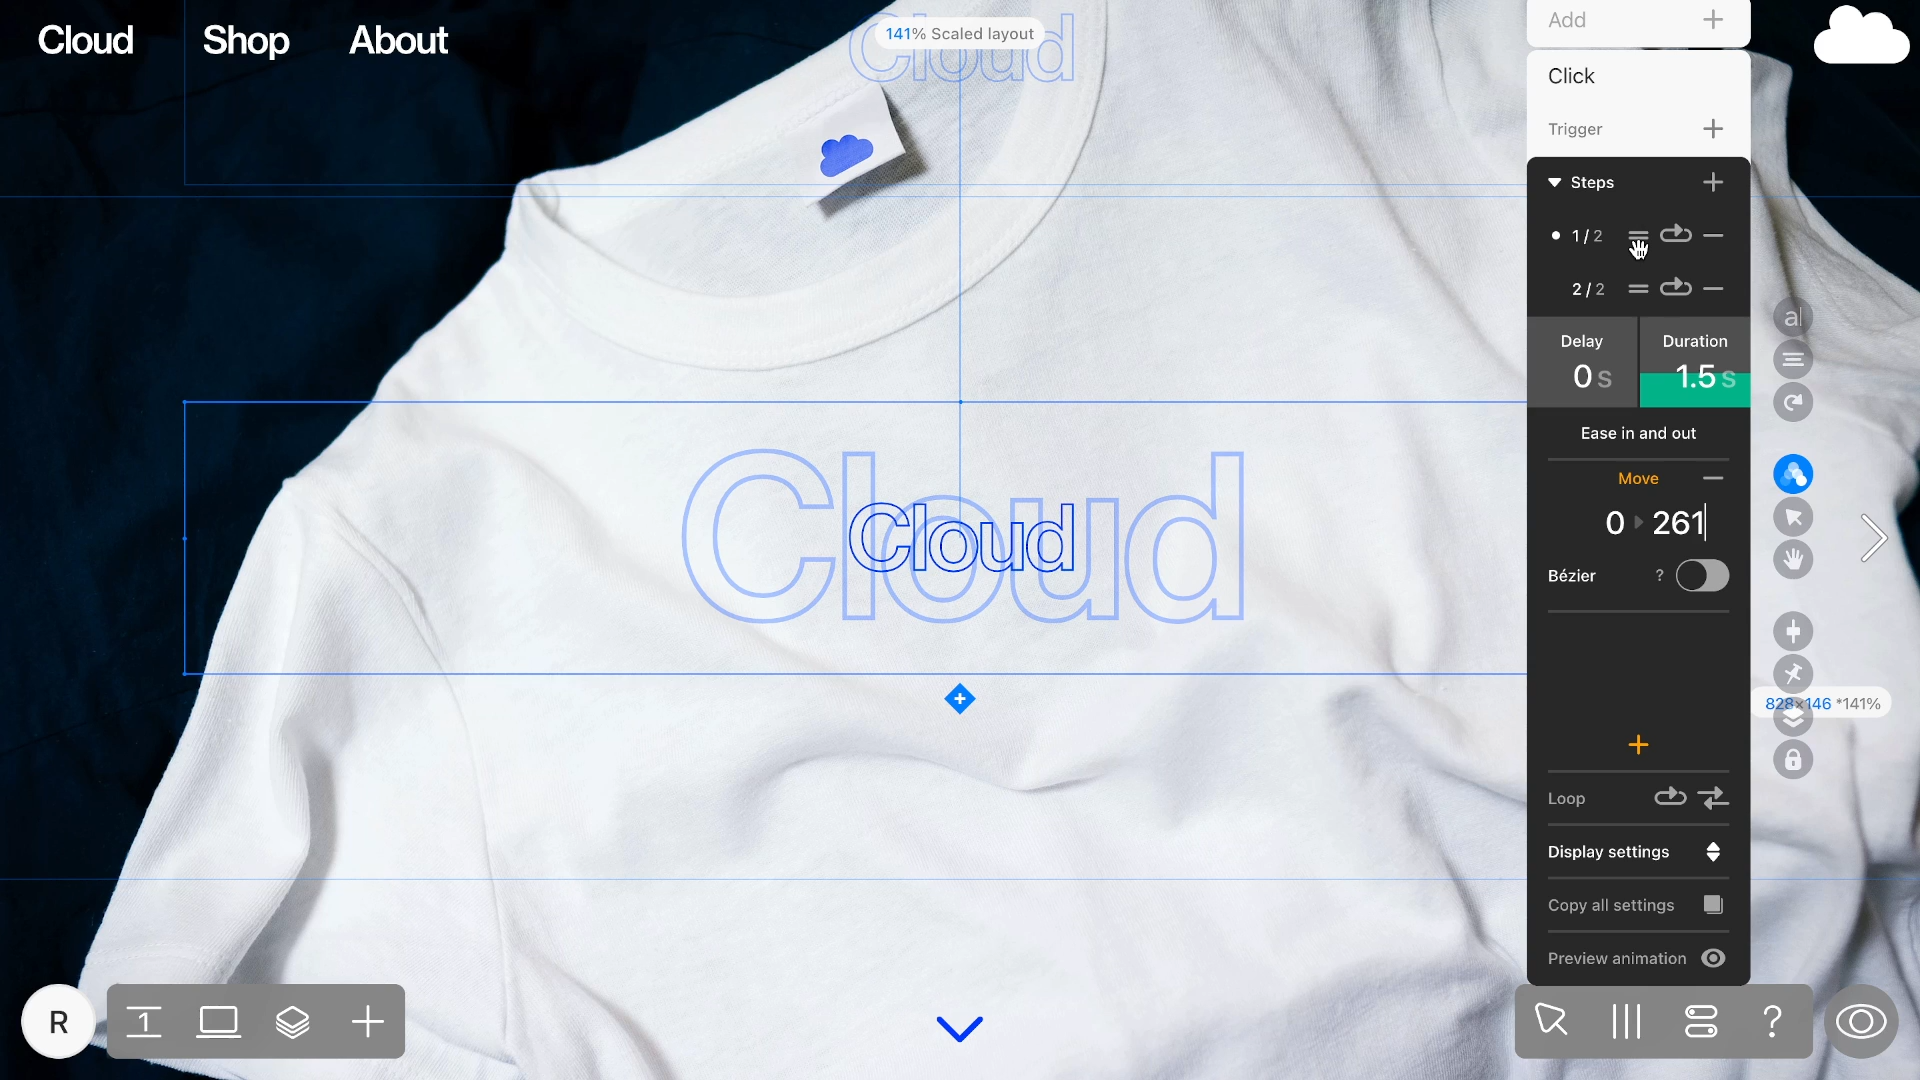 Cloud
Shop
About
Cloud
141% Scaled layout
Add
Click
Trigger
Steps
1 / 2
2 / 2
Delay
0 s
Duration
1.5 s
Ease in and out
Move
0 261
Bézier ?
Cloud
Cloud
al
828×146 *141%
Loop
Display settings
Copy all settings
Preview animation
R
1
?